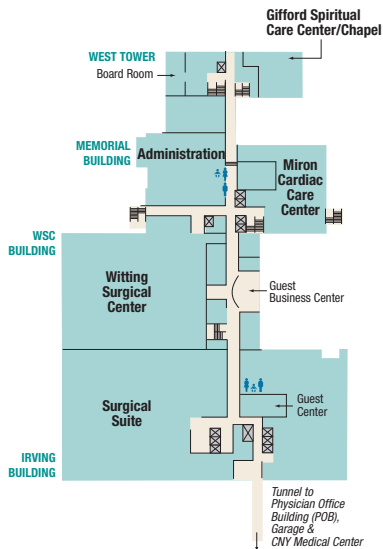 Gifford Spiritual
Care Center/Chapel
WEST TOWER
Board Room
MEMORIAL
BUILDING
Administration
Miron
Cardiac
Care
Center
WSC
BUILDING
Witting
Surgical
Center
Guest
Business Center
Surgical
Suite
Guest
Center
IRVING
BUILDING
Tunnel to
Physician Office
Building (POB),
Garage &
CNY Medical Center